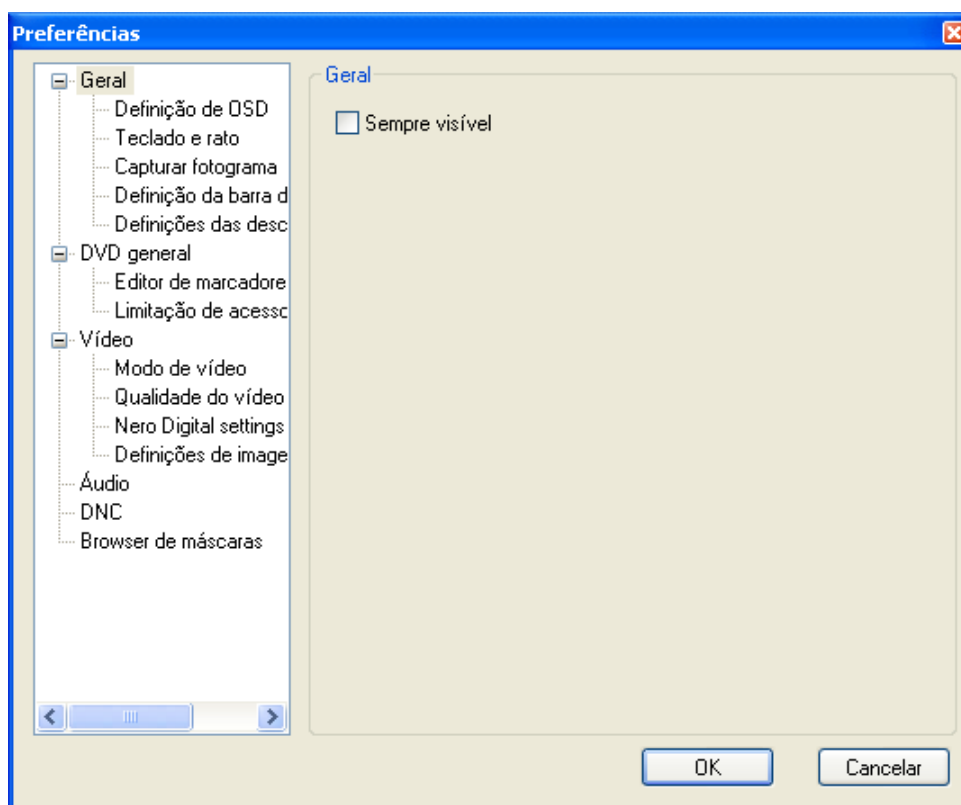 Preferências
Geral
Definição de OSD
Teclado e rato
Capturar fotograma
Definição da barra d
Definições das desc
DVD general
Editor de marcadore
Limitação de acesso
Vídeo
Modo de vídeo
Qualidade do vídeo
Nero Digital settings
Definições de image
Áudio
DNC
Browser de máscaras
Geral
Sempre visível
OK
Cancelar